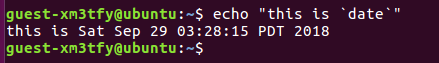 guest-xm3tfy@ubuntu:~$ echo "this is `date`"
this is Sat Sep 29 03:28:15 PDT 2018
guest-xm3tfy@ubuntu:~$